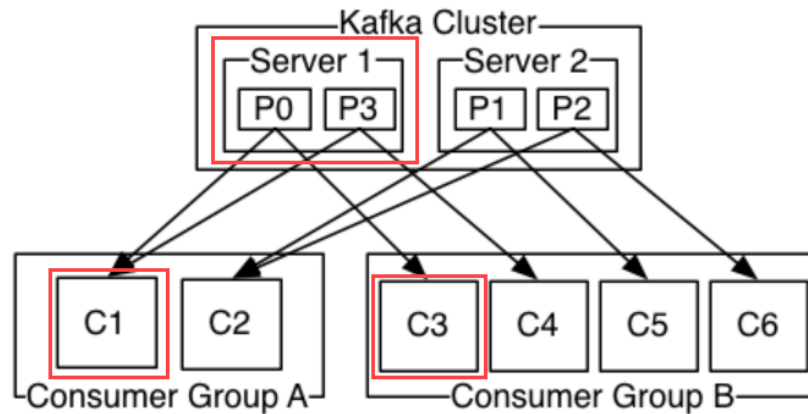 Kafka Cluster
Server 1
Server 2
P0
P3
P1
P2
C1
C2
C3
C4
C5
C6
Consumer Group A
Consumer Group B